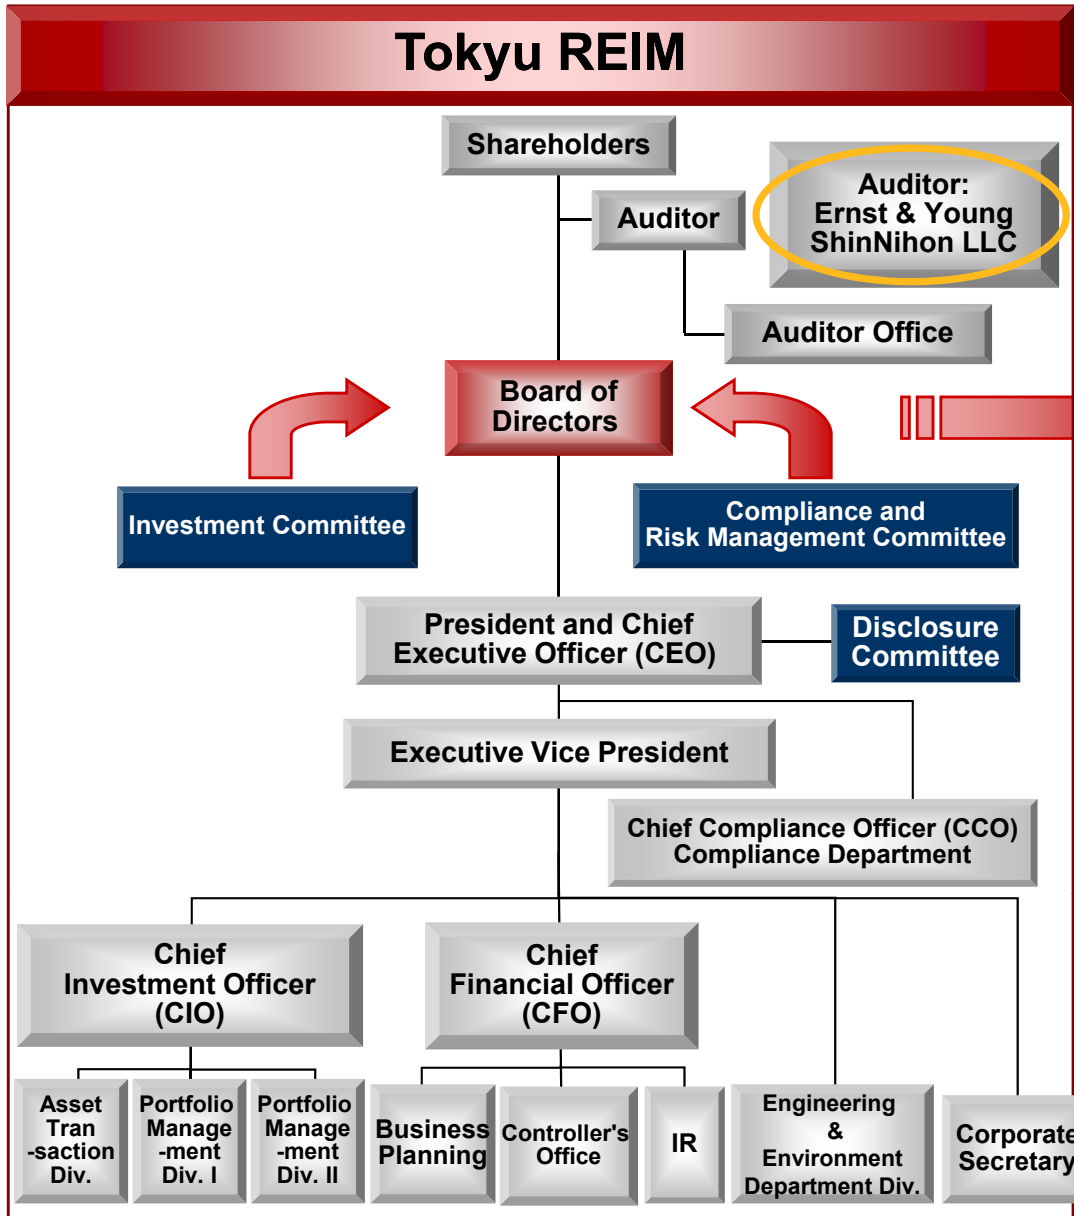 Tokyu REIM
Shareholders
Auditor
Auditor:
Ernst & Young
ShinNihon LLC
Auditor Office
Board of
Directors
Investment Committee
Compliance and
Risk Management Committee
President and Chief
Executive Officer (CEO)
Disclosure
Committee
Executive Vice President
Chief Compliance Officer (CCO)
Compliance Department
Chief
Investment Officer
(CIO)
Chief
Financial Officer
(CFO)
Asset
Tran
-saction
Div.
Portfolio
Manage
-ment
Div. I
Portfolio
Manage
-ment
Div. II
Business
Planning
Controller's
Office
IR
Engineering
&
Environment
Department Div.
Corporate
Secretary